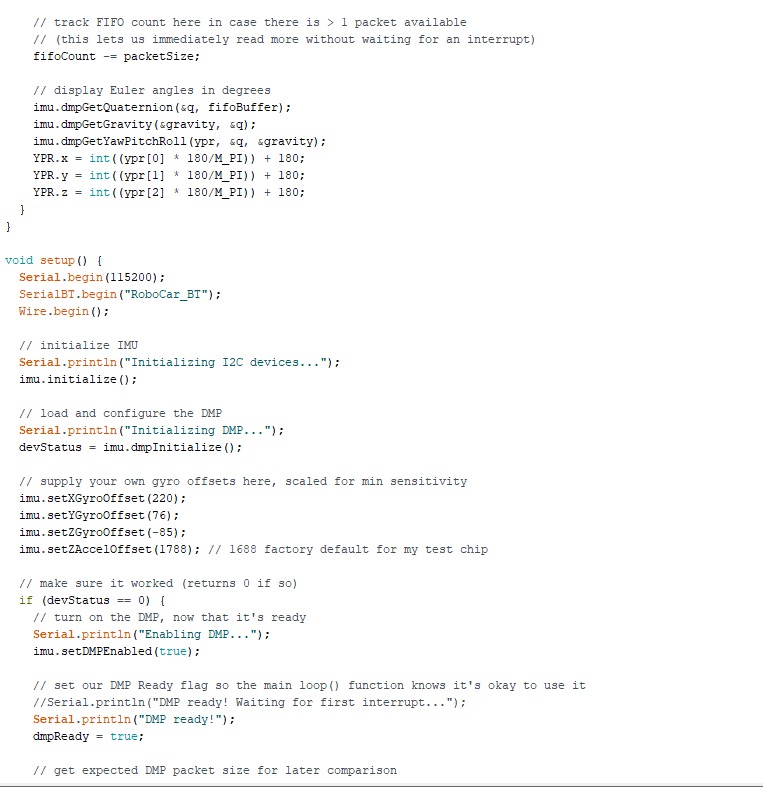 // track FIFO count here in case there is > 1 packet available
// (this lets us immediately read more without waiting for an interrupt)
fifoCount -= packetSize;

// display Euler angles in degrees
imu.dmpGetQuaternion(&q, fifoBuffer);
imu.dmpGetGravity(&gravity, &q);
imu.dmpGetYawPitchRoll(ypr, &q, &gravity);
YPR.x = int((ypr[0] * 180/M_PI)) + 180;
YPR.y = int((ypr[1] * 180/M_PI)) + 180;
YPR.z = int((ypr[2] * 180/M_PI)) + 180;
}
}

void setup() {
Serial.begin(115200);
SerialBT.begin("RoboCar_BT");
Wire.begin();

// initialize IMU
Serial.println("Initializing I2C devices...");
imu.initialize();

// load and configure the DMP
Serial.println("Initializing DMP...");
devStatus = imu.dmpInitialize();

// supply your own gyro offsets here, scaled for min sensitivity
imu.setXGyroOffset(220);
imu.setYGyroOffset(76);
imu.setZGyroOffset(-85);
imu.setZAccelOffset(1788); // 1688 factory default for my test chip

// make sure it worked (returns 0 if so)
if (devStatus == 0) {
// turn on the DMP, now that it's ready
Serial.println("Enabling DMP...");
imu.setDMPEnabled(true);

// set our DMP Ready flag so the main loop() function knows it's okay to use it
//Serial.println("DMP ready! Waiting for first interrupt...");
Serial.println("DMP ready!");
dmpReady = true;

// get expected DMP packet size for later comparison